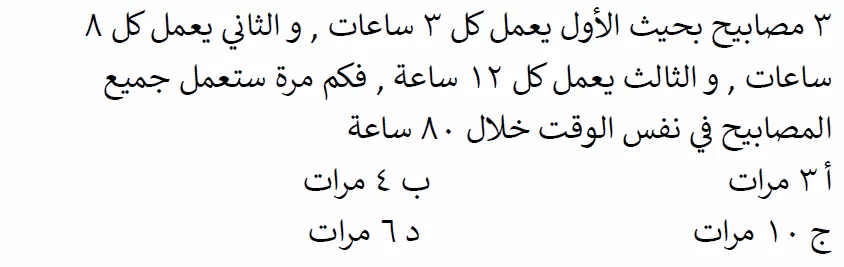 ٣ مصابيح بحيث الأول يعمل كل ٣ ساعات , و الثاني يعمل كل ٨
ساعات , و الثالث يعمل كل ١٢ ساعة , فكم مرة ستعمل جميع
المصابيح في نفس الوقت خلال ٨٠ ساعة
أ ٣ مرات ب ٤ مرات
ج ١٠ مرات د ٦ مرات